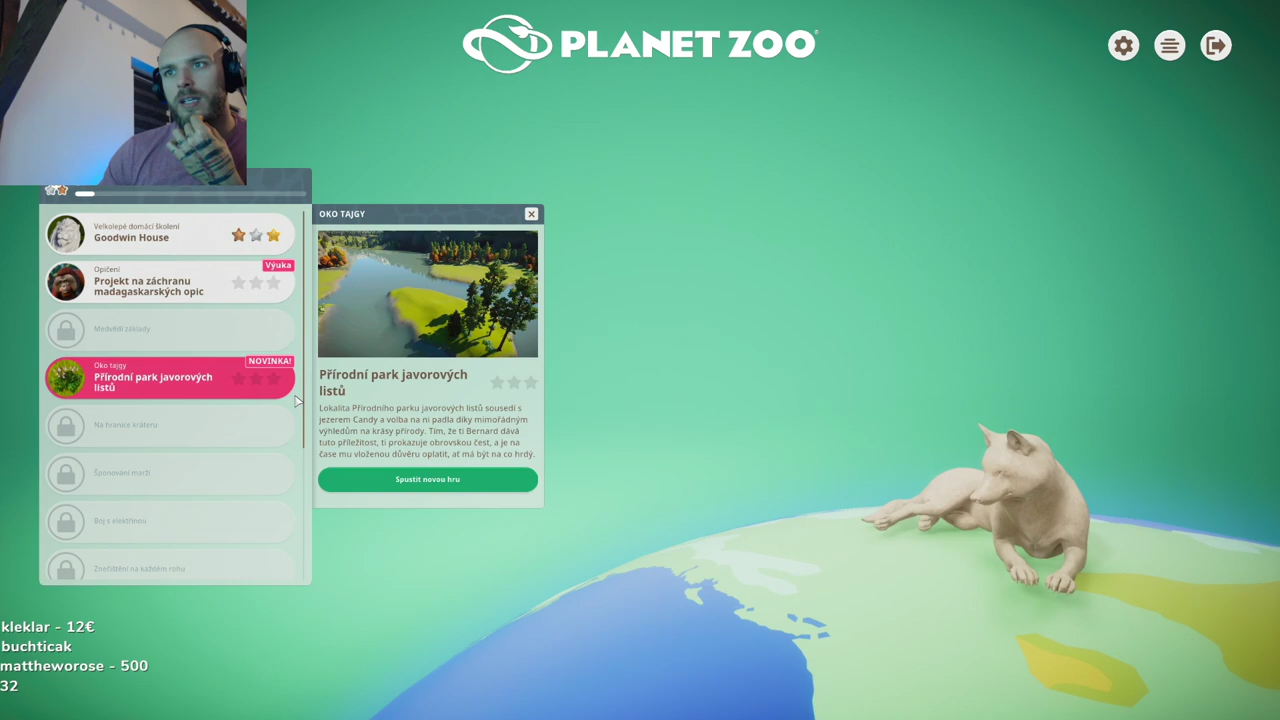 PLANET ZOO
Velkolepé domácí školení
Goodwin House
Výuka
Opičení
Projekt na záchranu
madagaskarských opic
Medvědí základy
NOVINKA!
Oko tajgy
Přírodní park javorových
listů
Na hranice kráteru
Šponování marží
Boj s elektřinou
Znečištění na každém rohu
OKO TAJGY
Přírodní park javorových
listů
Lokalita Přírodního parku javorových listů sousedí s
jezerem Candy a volba na ni padla díky mimořádným
výhledům na krásy přírody. Tím, že ti Bernard dává
tuto příležitost, ti prokazuje obrovskou čest, a je na
čase mu vloženou důvěru oplatit, ať má být na co hrdý.
Spustit novou hru
kleklar - 12€
buchticak
mattheworose - 500
32